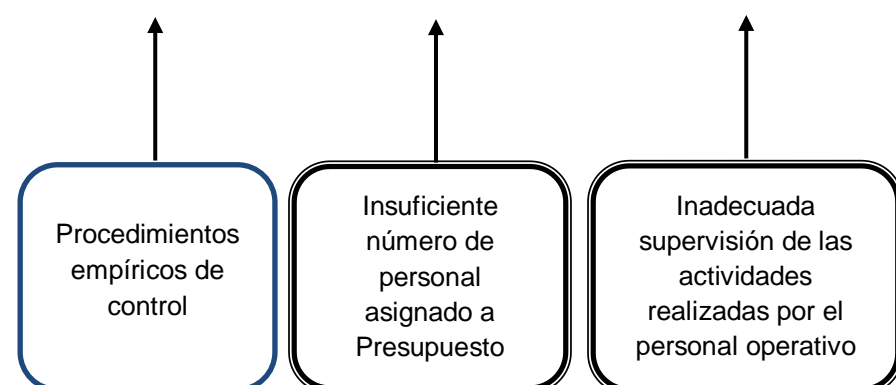 Procedimientos
empíricos de
control
Insuficiente
número de
personal
asignado a
Presupuesto
Inadecuada
supervisión de las
actividades
realizadas por el
personal operativo